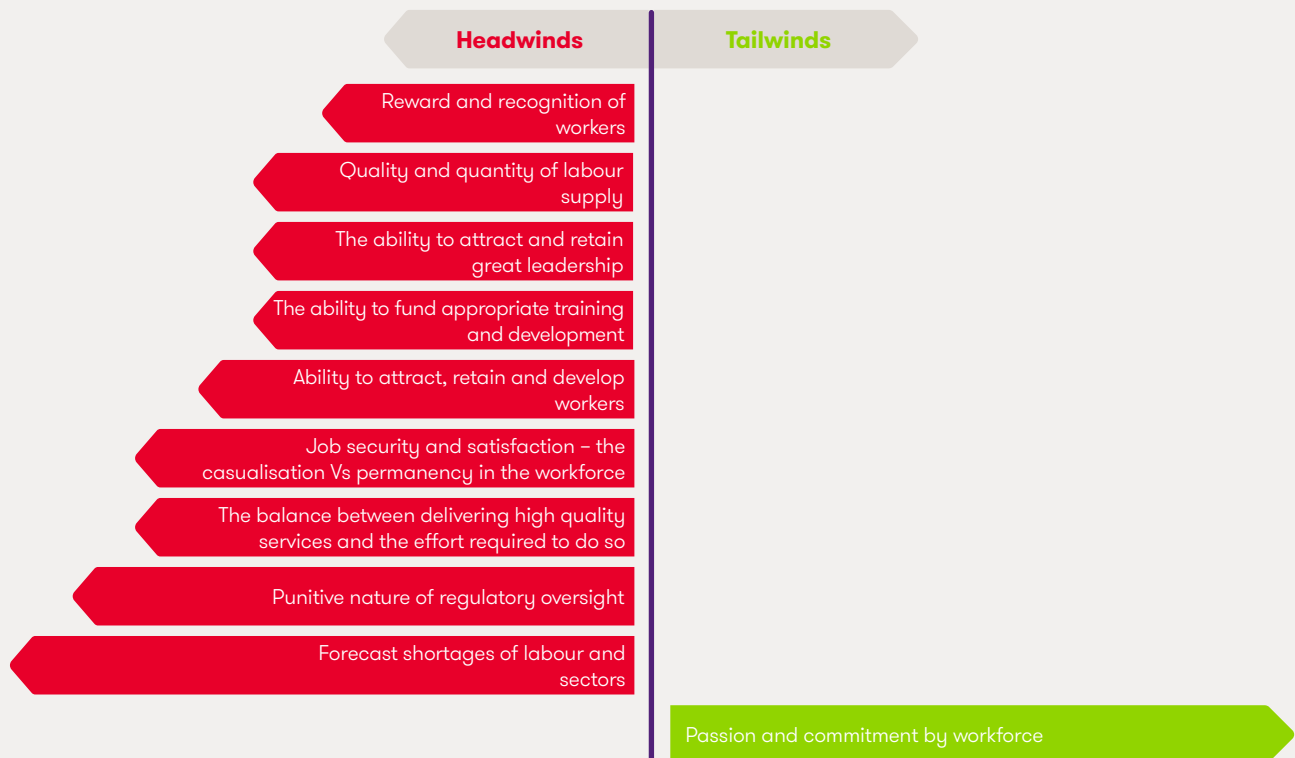 Headwinds
Tailwinds
Reward and recognition of
workers
Quality and quantity of labour
supply
The ability to attract and retain
great leadership
The ability to fund appropriate training
and development
Ability to attract, retain and develop
workers
Job security and satisfaction – the
casualisation Vs permanency in the workforce
The balance between delivering high quality
services and the effort required to do so
Punitive nature of regulatory oversight
Forecast shortages of labour and
sectors
Passion and commitment by workforce